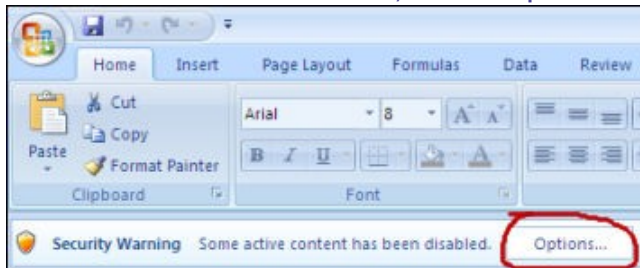 Home Insert Page Layout Formulas Data Review
Cut
Copy
Paste
Format Painter
Arial 8 A A
B I U A
Clipboard Font
Security Warning Some active content has been disabled. Options...